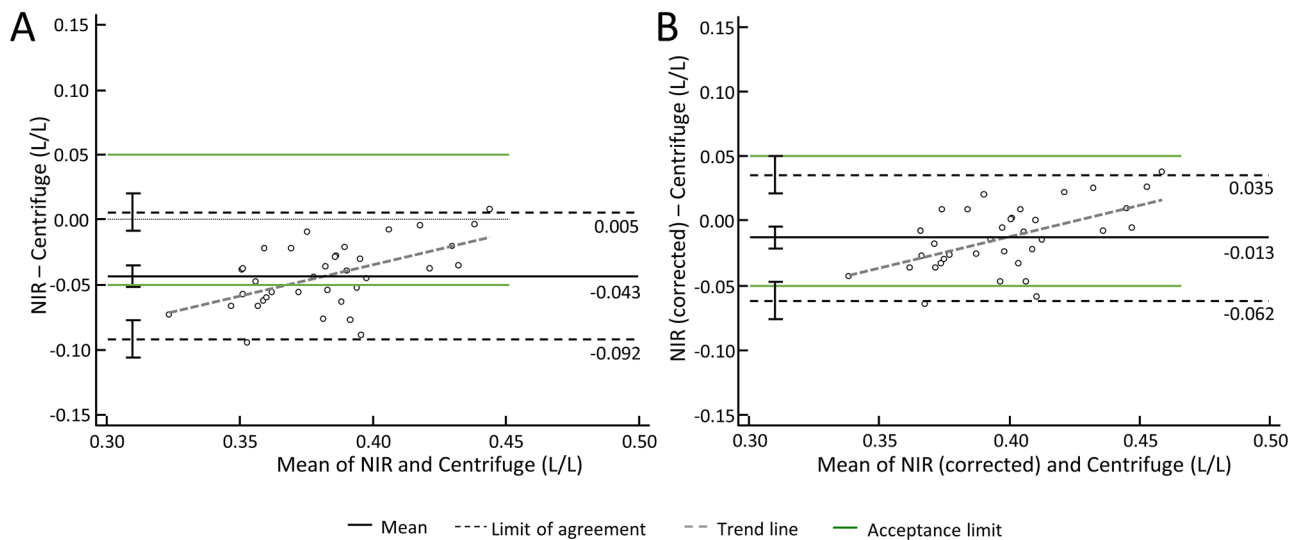 A
0.15
0.10
0.05
0.00
-0.05
-0.10
-0.15
NIR – Centrifuge (L/L)
0.005
-0.043
-0.092
0.30 0.35 0.40 0.45 0.50
Mean of NIR and Centrifuge (L/L)
B
0.15
0.10
0.05
0.00
-0.05
-0.10
-0.15
NIR (corrected) – Centrifuge (L/L)
0.035
-0.013
-0.062
0.30 0.35 0.40 0.45 0.50
Mean of NIR (corrected) and Centrifuge (L/L)
Mean Limit of agreement Trend line Acceptance limit